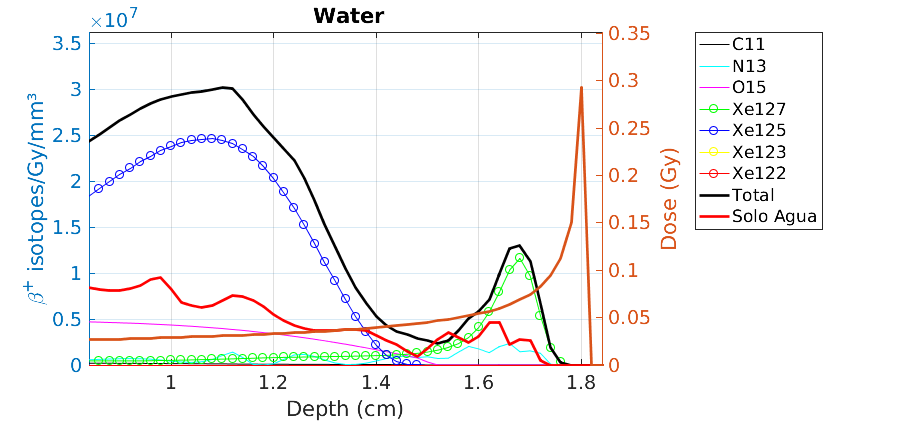 Water
×10⁷
3.5
3
2.5
2
1.5
1
0.5
0
β⁺ isotopes/Gy/mm³
1
1.2
1.4
1.6
1.8
Depth (cm)
0.35
0.3
0.25
0.2
0.15
0.1
0.05
0
Dose (Gy)
C11
N13
O15
Xe127
Xe125
Xe123
Xe122
Total
Solo Agua